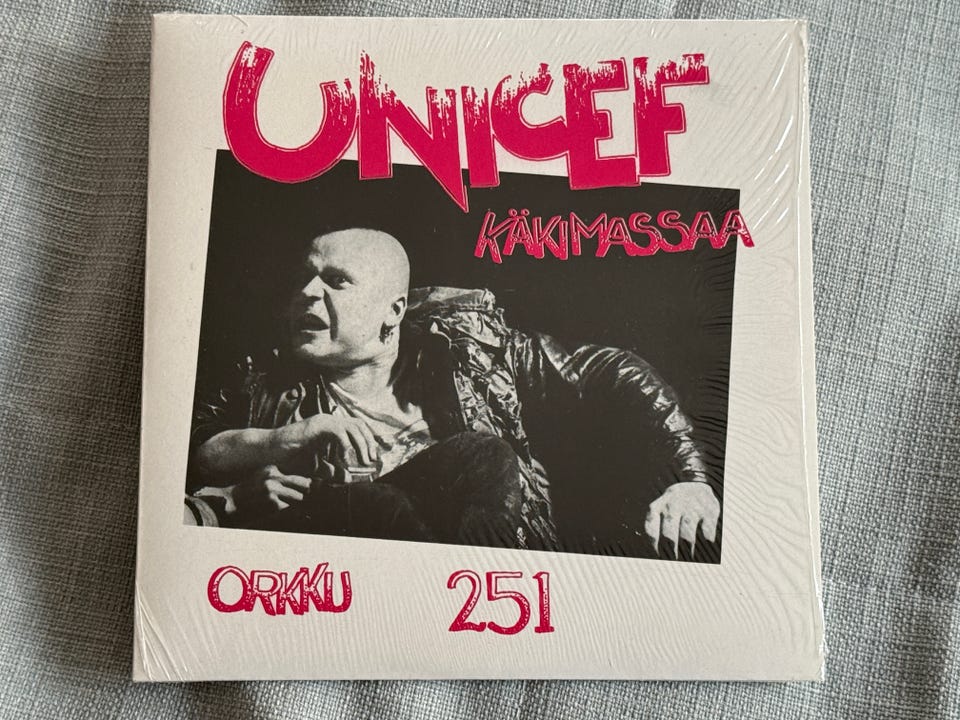 UNICEF
KÄKIMASSAA
ORKKU 251